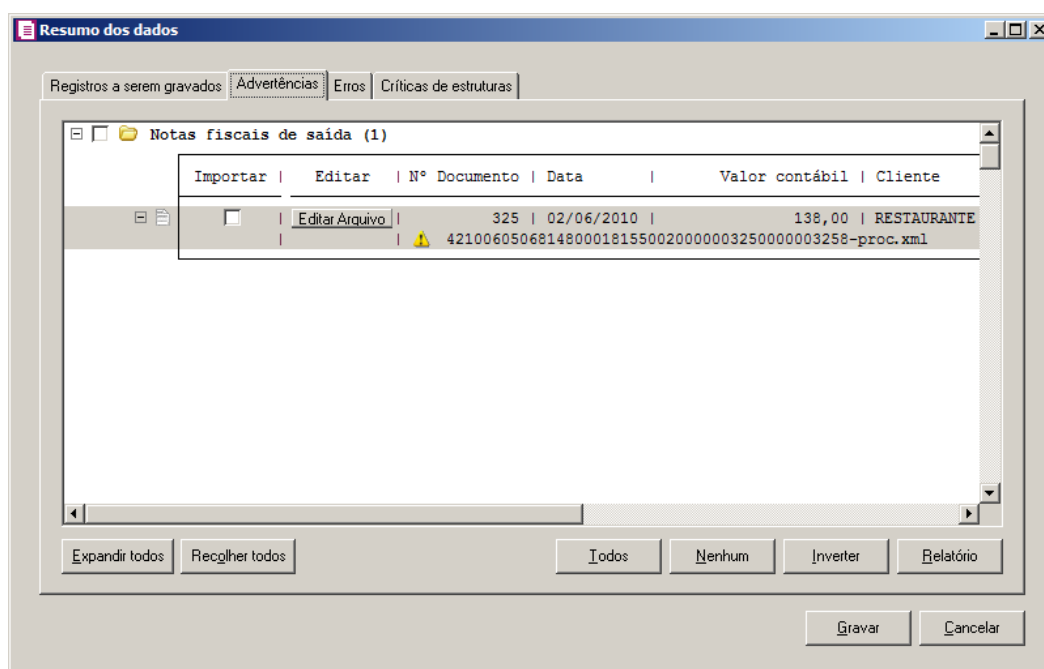 Resumo dos dados
Registros a serem gravados Advertências Erros Críticas de estruturas
Notas fiscais de saída (1)
Importar | Editar | Nº Documento | Data | Valor contábil | Cliente
| Editar Arquivo | 325 | 02/06/2010 | 138,00 | RESTAURANTE
| | 42100605068148000181550020000003250000003258-proc.xml
Expandir todos Recolher todos Todos Nenhum Inverter Relatório
Gravar Cancelar